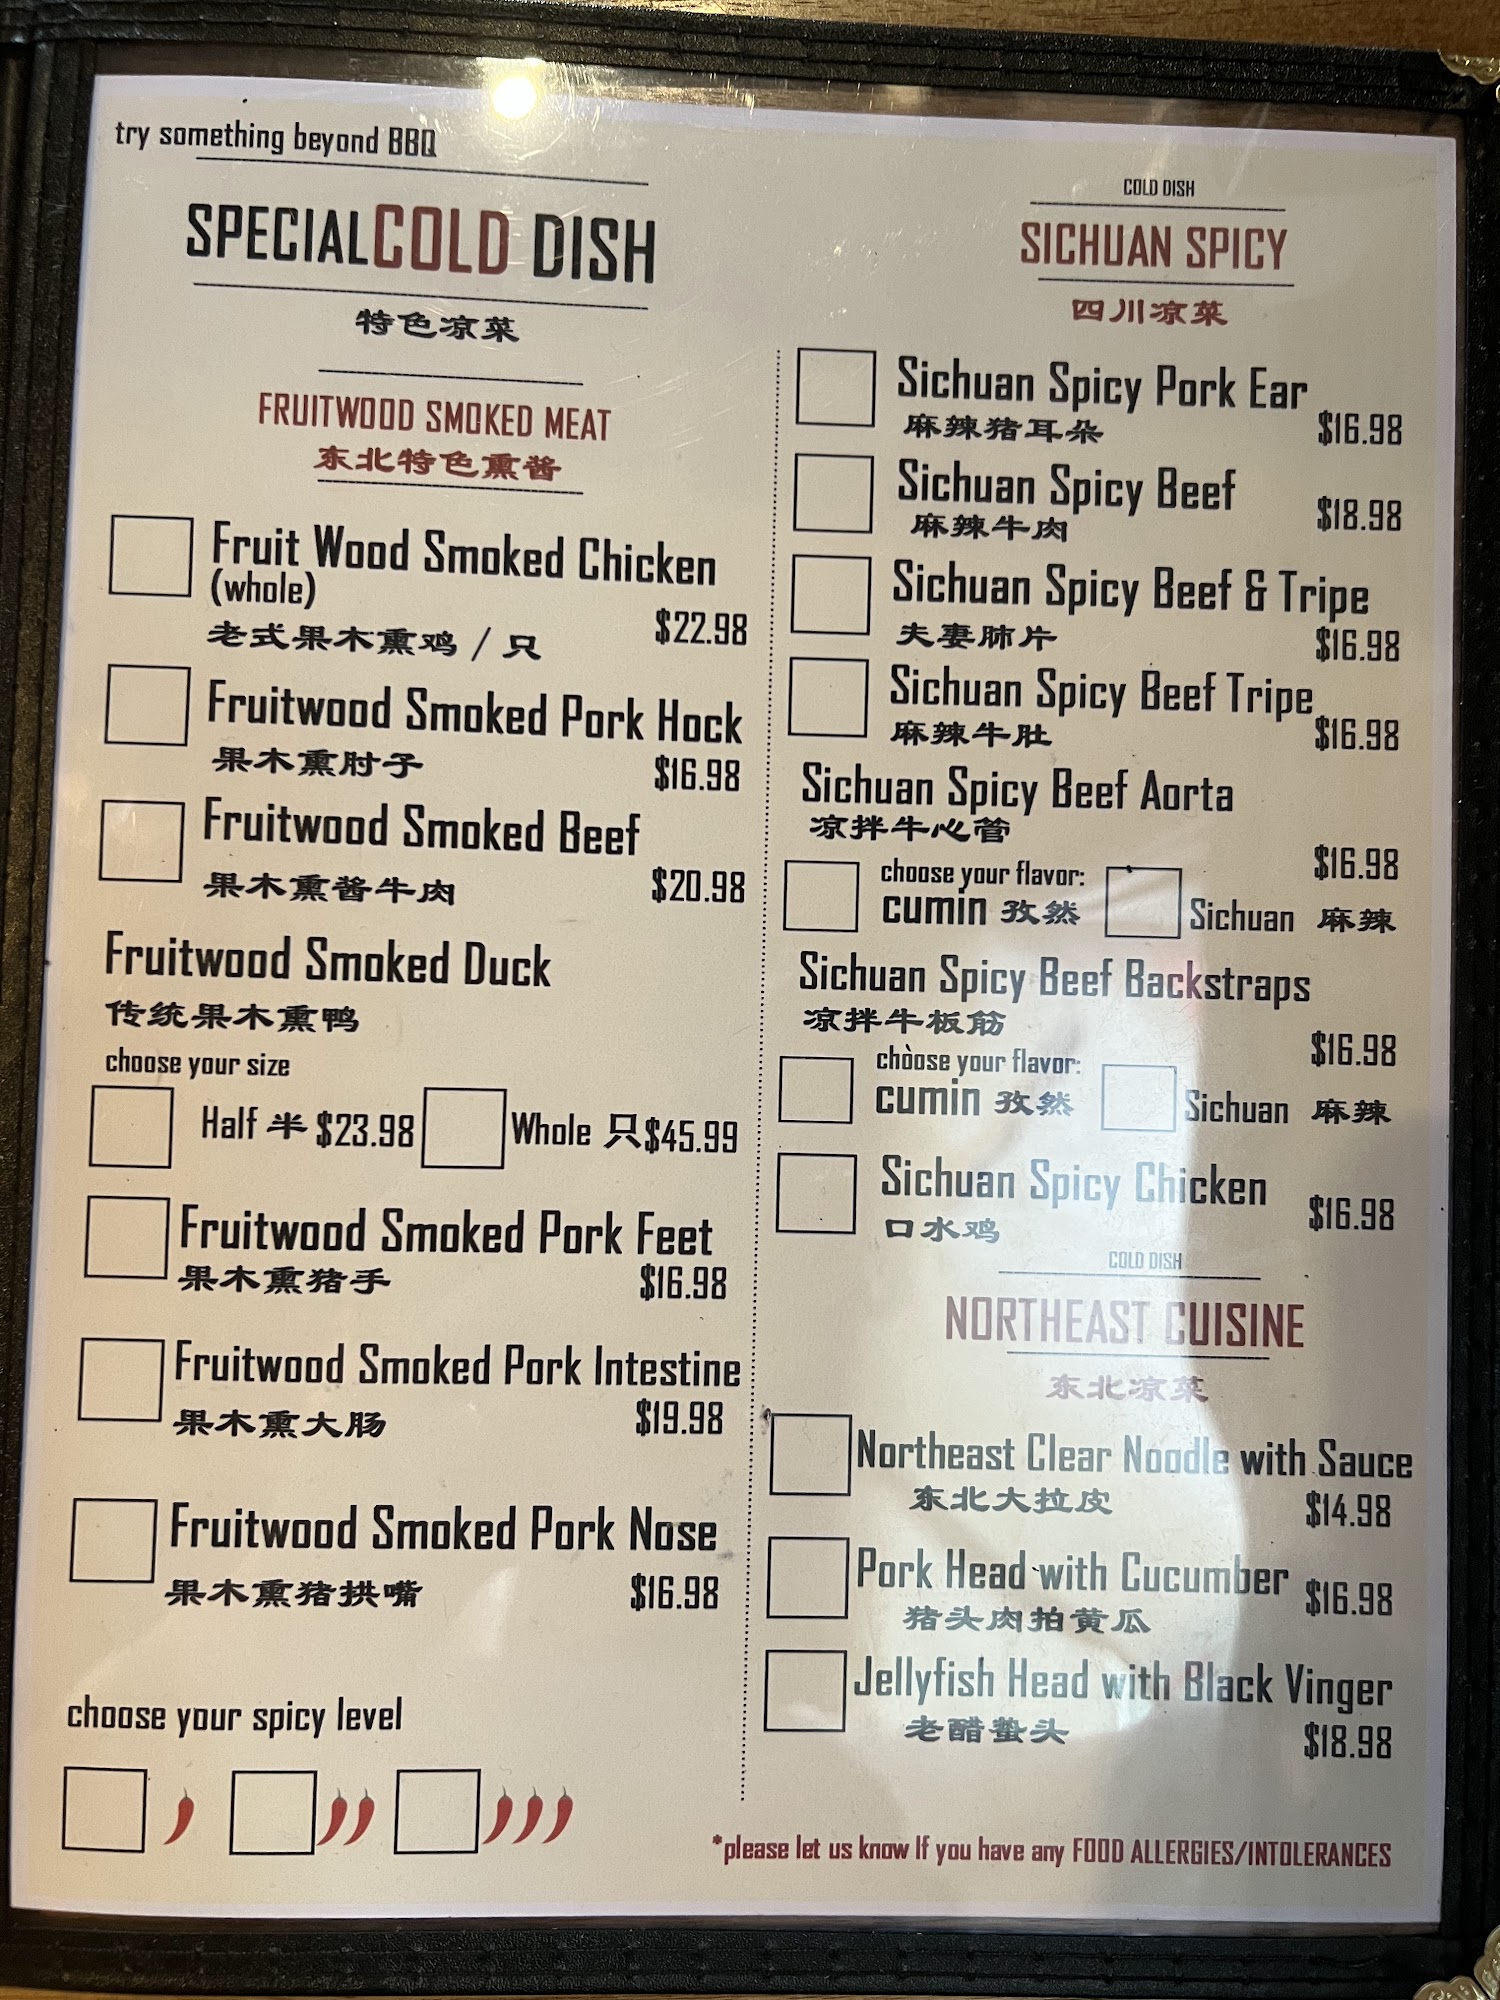 try something beyond BBQ
SPECIALCOLD DISH
特色凉菜
FRUITWOOD SMOKED MEAT
东北特色熏酱
Fruit Wood Smoked Chicken
(whole)
$22.98
老式果木熏鸡 / 只
Fruitwood Smoked Pork Hock
果木熏肘子
$16.98
Fruitwood Smoked Beef
果木熏酱牛肉
$20.98
Fruitwood Smoked Duck
传统果木熏鸭
choose your size
Half 半 $23.98 Whole 只$45.99
Fruitwood Smoked Pork Feet
果木熏猪手
$16.98
Fruitwood Smoked Pork Intestine
果木熏大肠
$19.98
Fruitwood Smoked Pork Nose
果木熏猪拱嘴
$16.98
choose your spicy level
COLD DISH
SICHUAN SPICY
四川凉菜
Sichuan Spicy Pork Ear
麻辣猪耳朵
$16.98
Sichuan Spicy Beef
麻辣牛肉
$18.98
Sichuan Spicy Beef & Tripe
夫妻肺片
$16.98
Sichuan Spicy Beef Tripe
麻辣牛肚
$16.98
Sichuan Spicy Beef Aorta
凉拌牛心管
$16.98
choose your flavor:
cumin 孜然 Sichuan 麻辣
Sichuan Spicy Beef Backstraps
凉拌牛板筋
$16.98
choose your flavor:
cumin 孜然 Sichuan 麻辣
Sichuan Spicy Chicken
口水鸡
$16.98
COLD DISH
NORTHEAST CUISINE
东北凉菜
Northeast Clear Noodle with Sauce
东北大拉皮
$14.98
Pork Head with Cucumber
猪头肉拍黄瓜
$16.98
Jellyfish Head with Black Vinger
老醋蛰头
$18.98
*please let us know If you have any FOOD ALLERGIES/INTOLERANCES